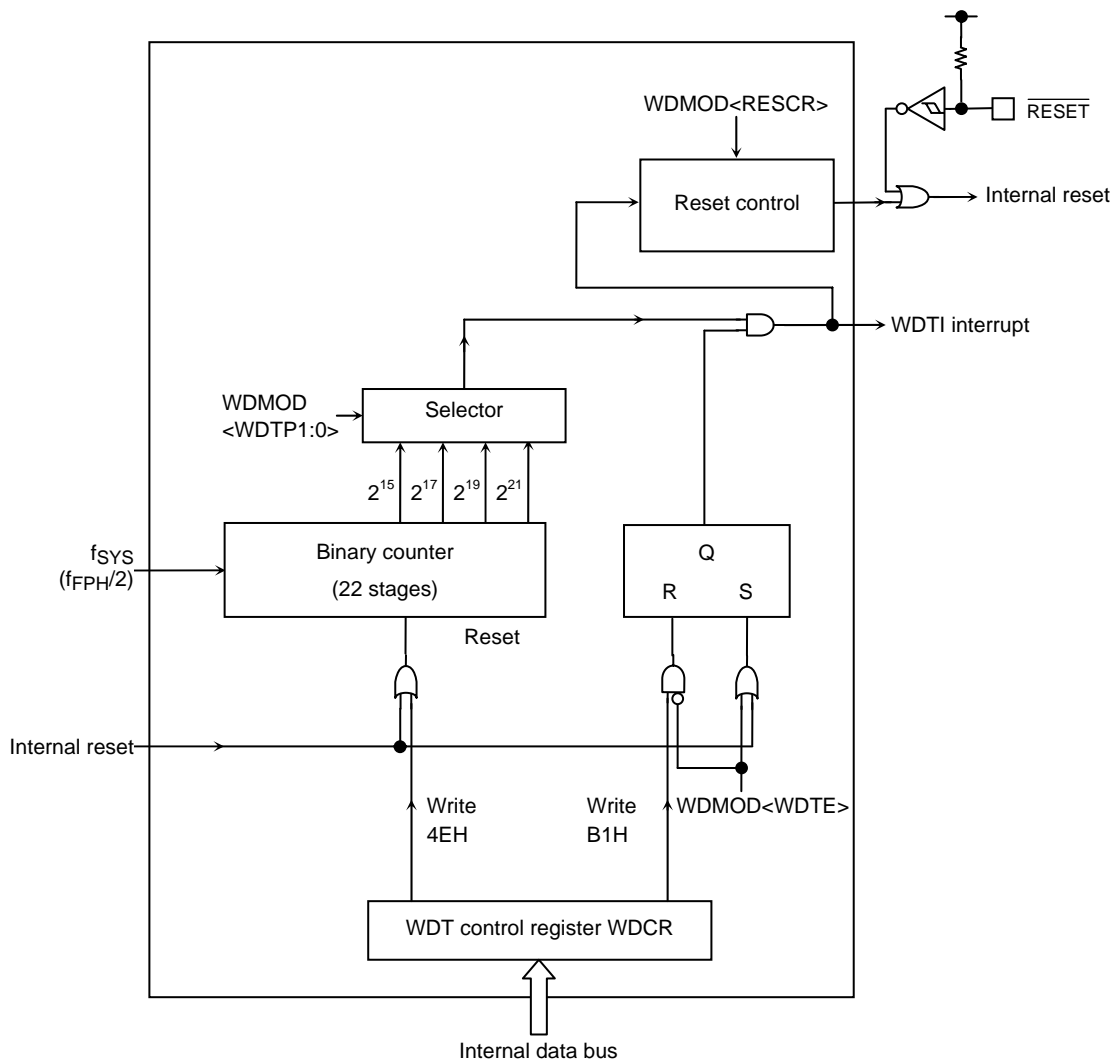 WDMOD<RESCR>
RESET
Reset control
Internal reset
WDTI interrupt
WDMOD
<WDTP1:0>
Selector
2^15 2^17 2^19 2^21
fSYS
(fFPH/2)
Binary counter
(22 stages)
Q
R S
Reset
Internal reset
Write
4EH
Write
B1H
WDMOD<WDTE>
WDT control register WDCR
Internal data bus